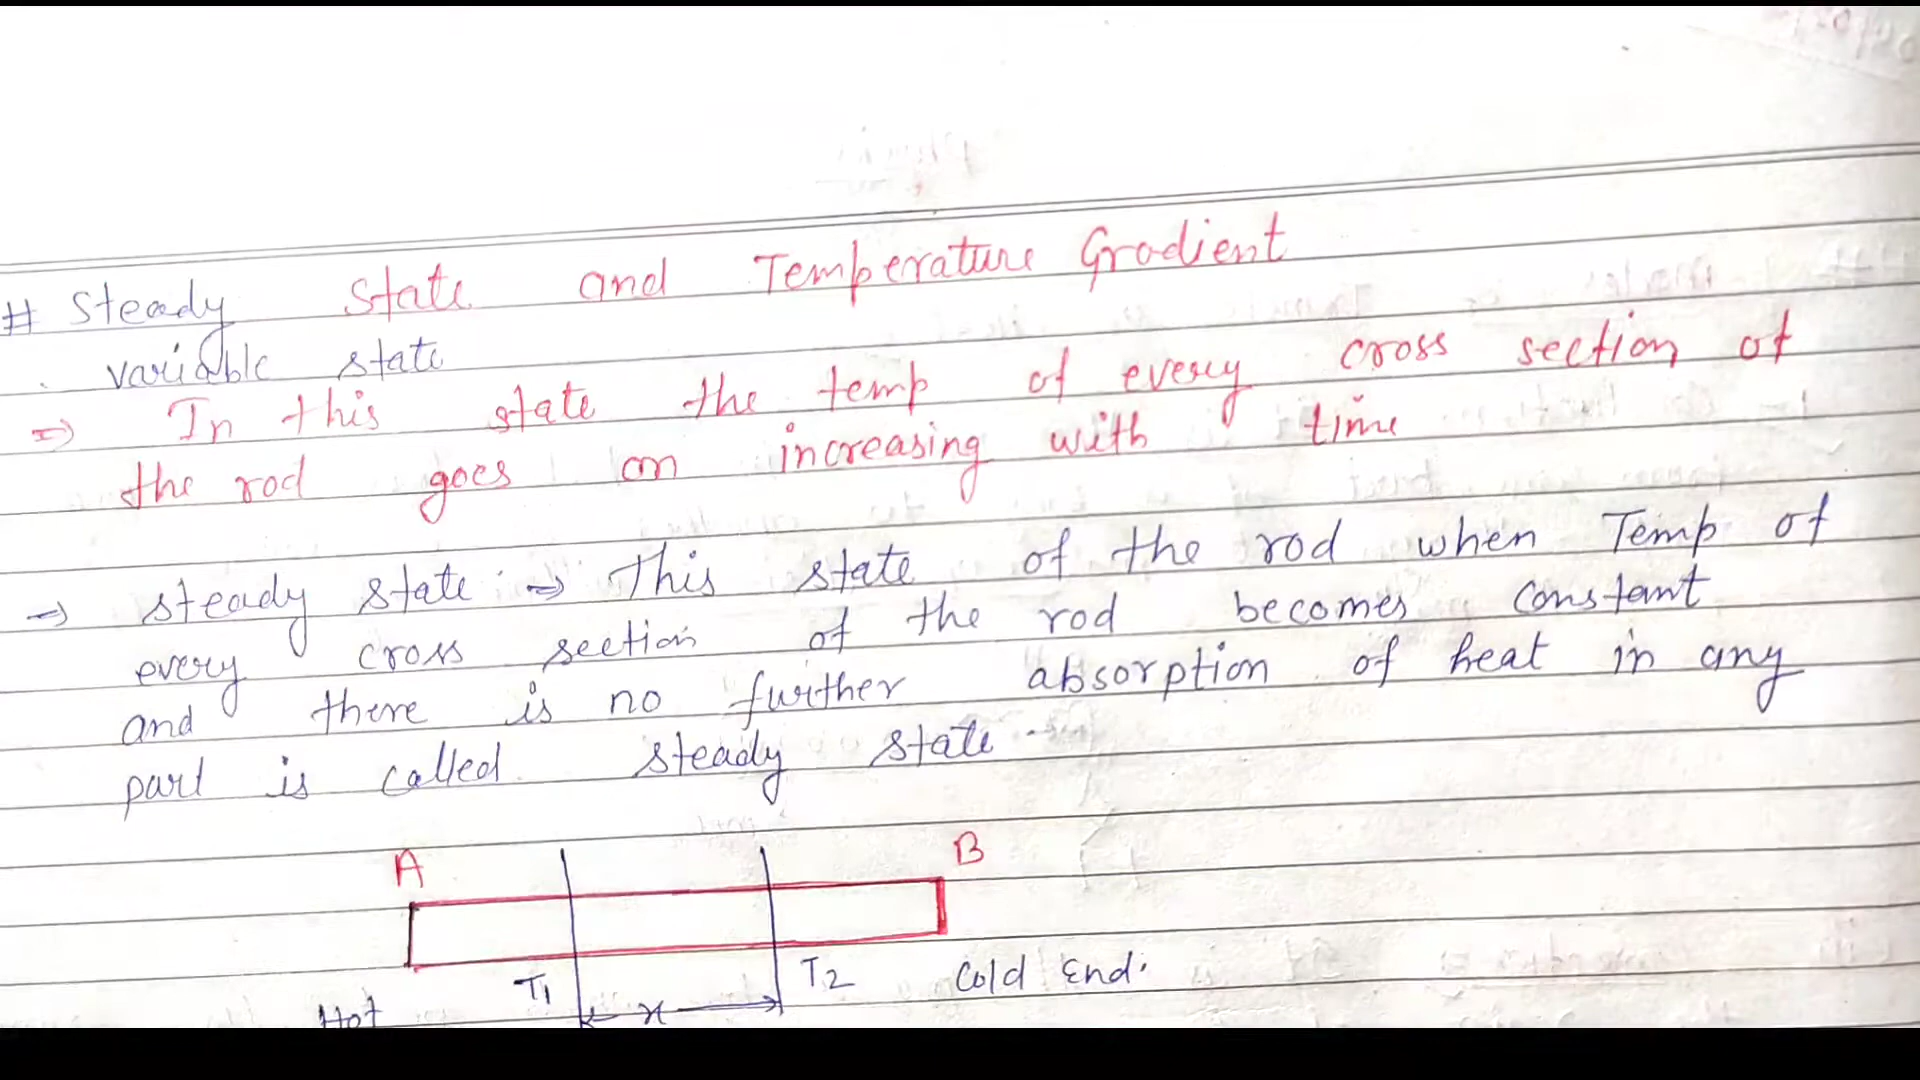 # Steady state and Temperature Gradient
variable state
⇒ In this state the temp of every cross section of
the rod goes on increasing with time
⇒ steady state :⇒ This state of the rod when Temp of
every cross section of the rod becomes constant
and there is no further absorption of heat in any
part is called steady state
A B
T1 x T2 Cold End.
Hot